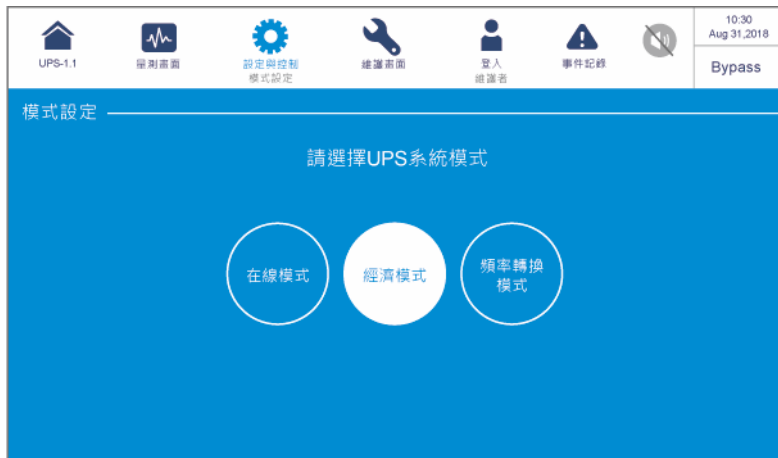 10:30
Aug 31,2018
UPS-1.1
量測畫面
設定與控制
模式設定
維護畫面
登入
維護者
事件記錄
Bypass
模式設定
請選擇UPS系統模式
在線模式
經濟模式
頻率轉換
模式